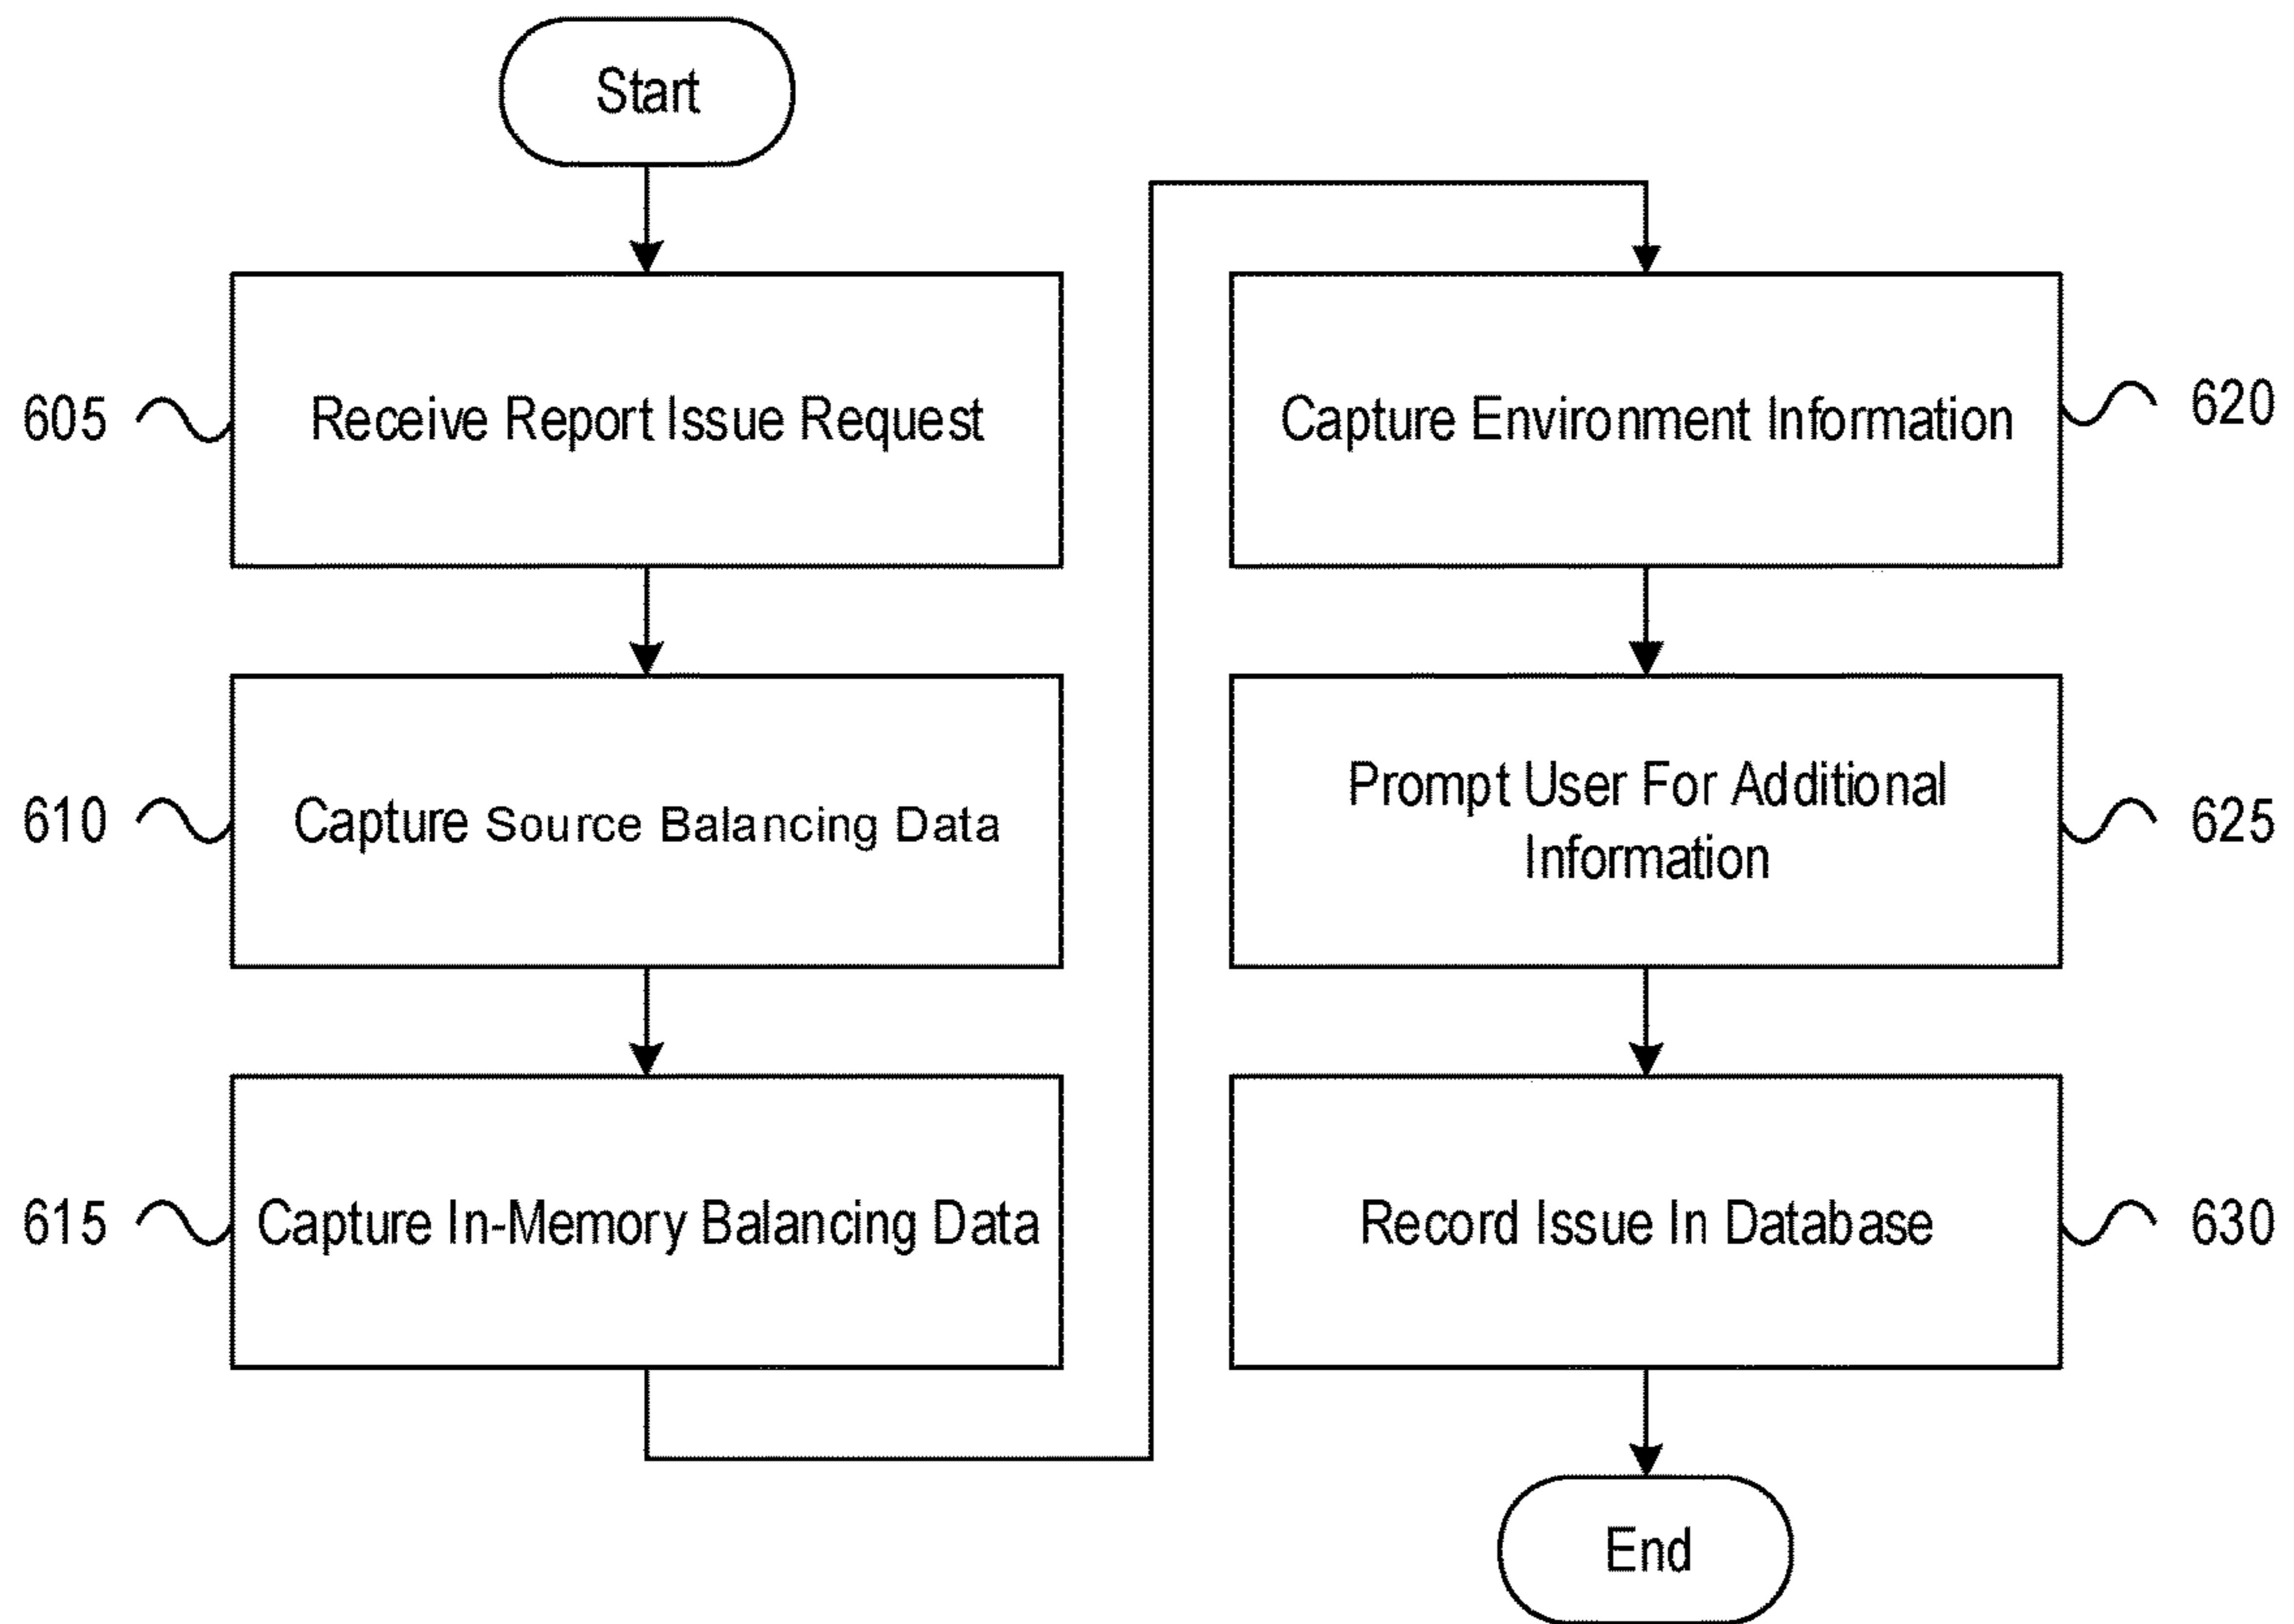 Start
605
Receive Report Issue Request
610
Capture Source Balancing Data
615
Capture In-Memory Balancing Data
Capture Environment Information
620
Prompt User For Additional
Information
625
Record Issue In Database
630
End